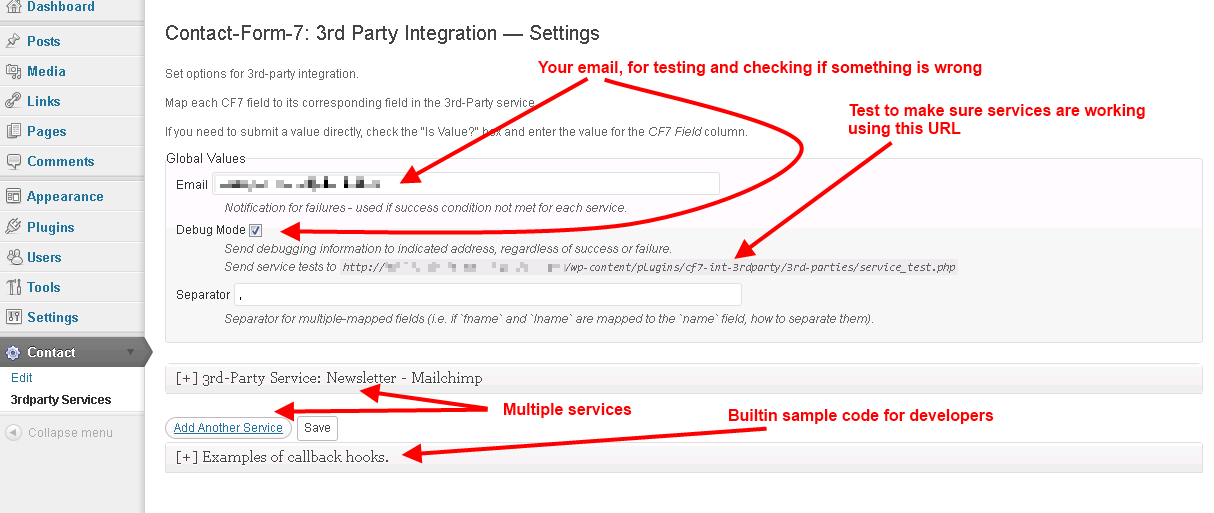 Dashboard
Posts
Media
Links
Pages
Comments
Appearance
Plugins
Users
Tools
Settings
Contact
Edit
3rdparty Services
Collapse menu
Contact-Form-7: 3rd Party Integration — Settings
Your email, for testing and checking if something is wrong
Set options for 3rd-party integration.
Map each CF7 field to its corresponding field in the 3rd-Party service.
Test to make sure services are working
using this URL
If you need to submit a value directly, check the "Is Value?" box and enter the value for the CF7 Field column.
Global Values
Email
Notification for failures - used if success condition not met for each service.
Debug Mode
Send debugging information to indicated address, regardless of success or failure.
Send service tests to http:// /wp-content/plugins/cf7-int-3rdparty/3rd-parties/service_test.php
Separator ,
Separator for multiple-mapped fields (i.e. if `fname` and `lname` are mapped to the `name` field, how to separate them).
[+] 3rd-Party Service: Newsletter - Mailchimp
Multiple services
Builtin sample code for developers
Add Another Service Save
[+] Examples of callback hooks.